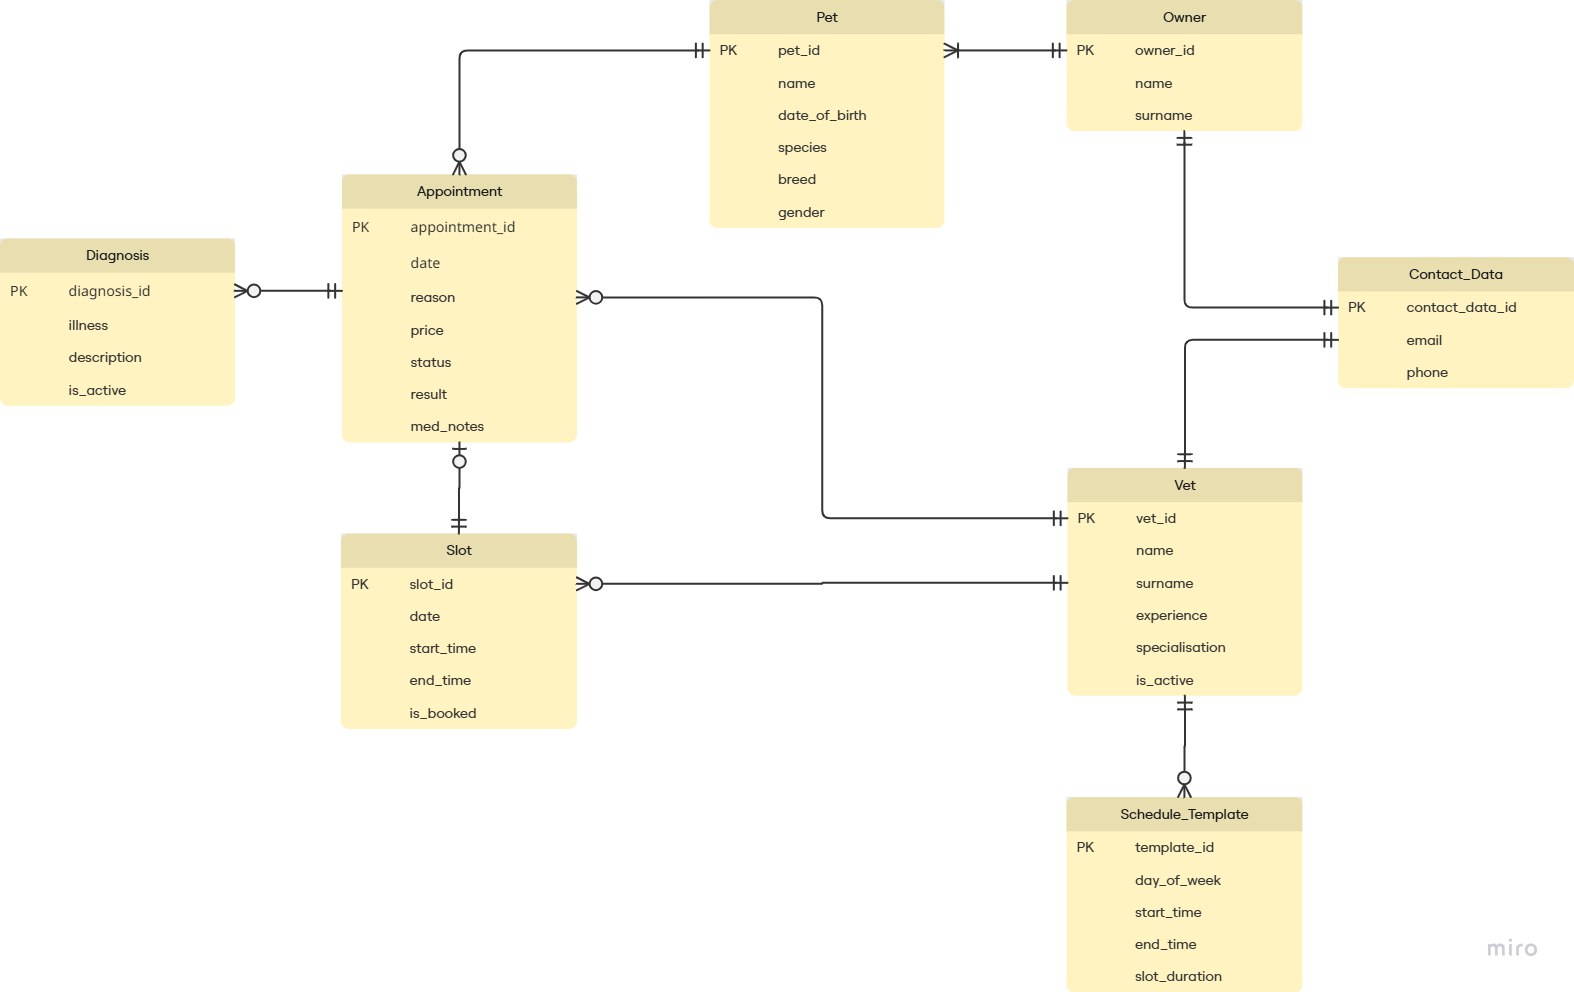 Pet
PK pet_id
name
date_of_birth
species
breed
gender
Owner
PK owner_id
name
surname
Appointment
PK appointment_id
date
reason
price
status
result
med_notes
Diagnosis
PK diagnosis_id
illness
description
is_active
Contact_Data
PK contact_data_id
email
phone
Slot
PK slot_id
date
start_time
end_time
is_booked
Vet
PK vet_id
name
surname
experience
specialisation
is_active
Schedule_Template
PK template_id
day_of_week
start_time
end_time
slot_duration
miro